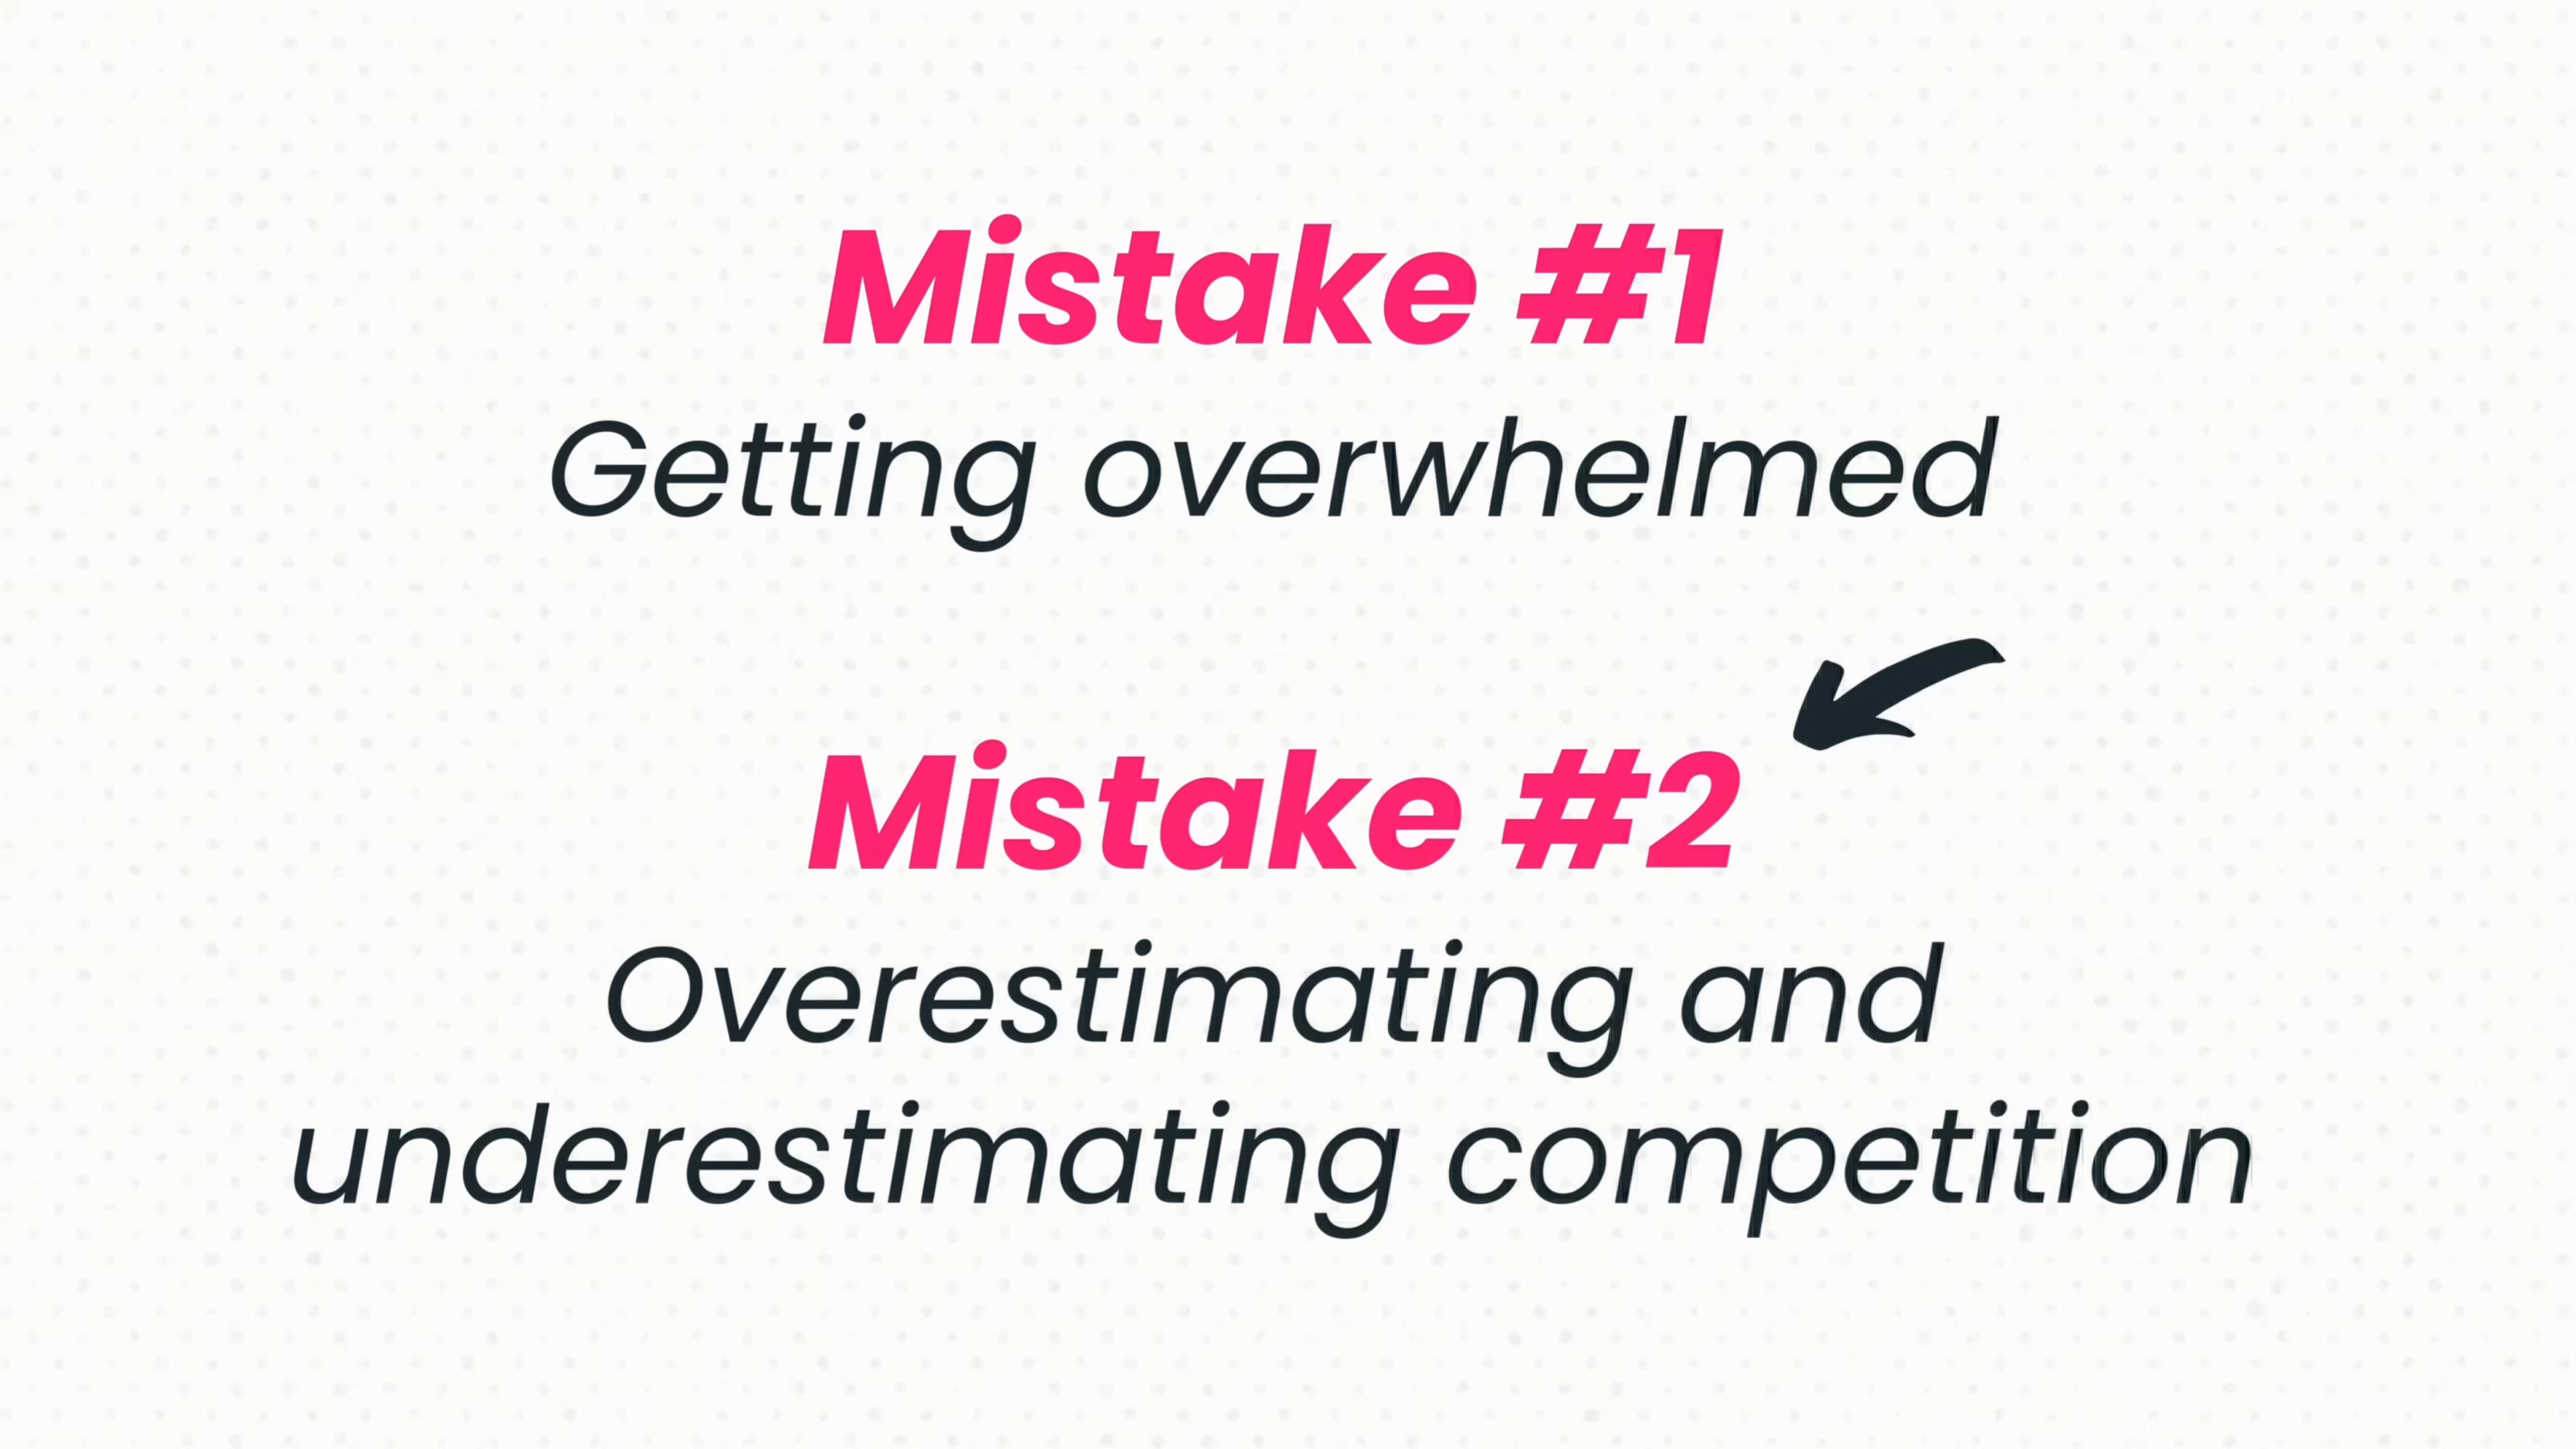 Mistake #1
Getting overwhelmed
Mistake #2
Overestimating and
underestimating competition